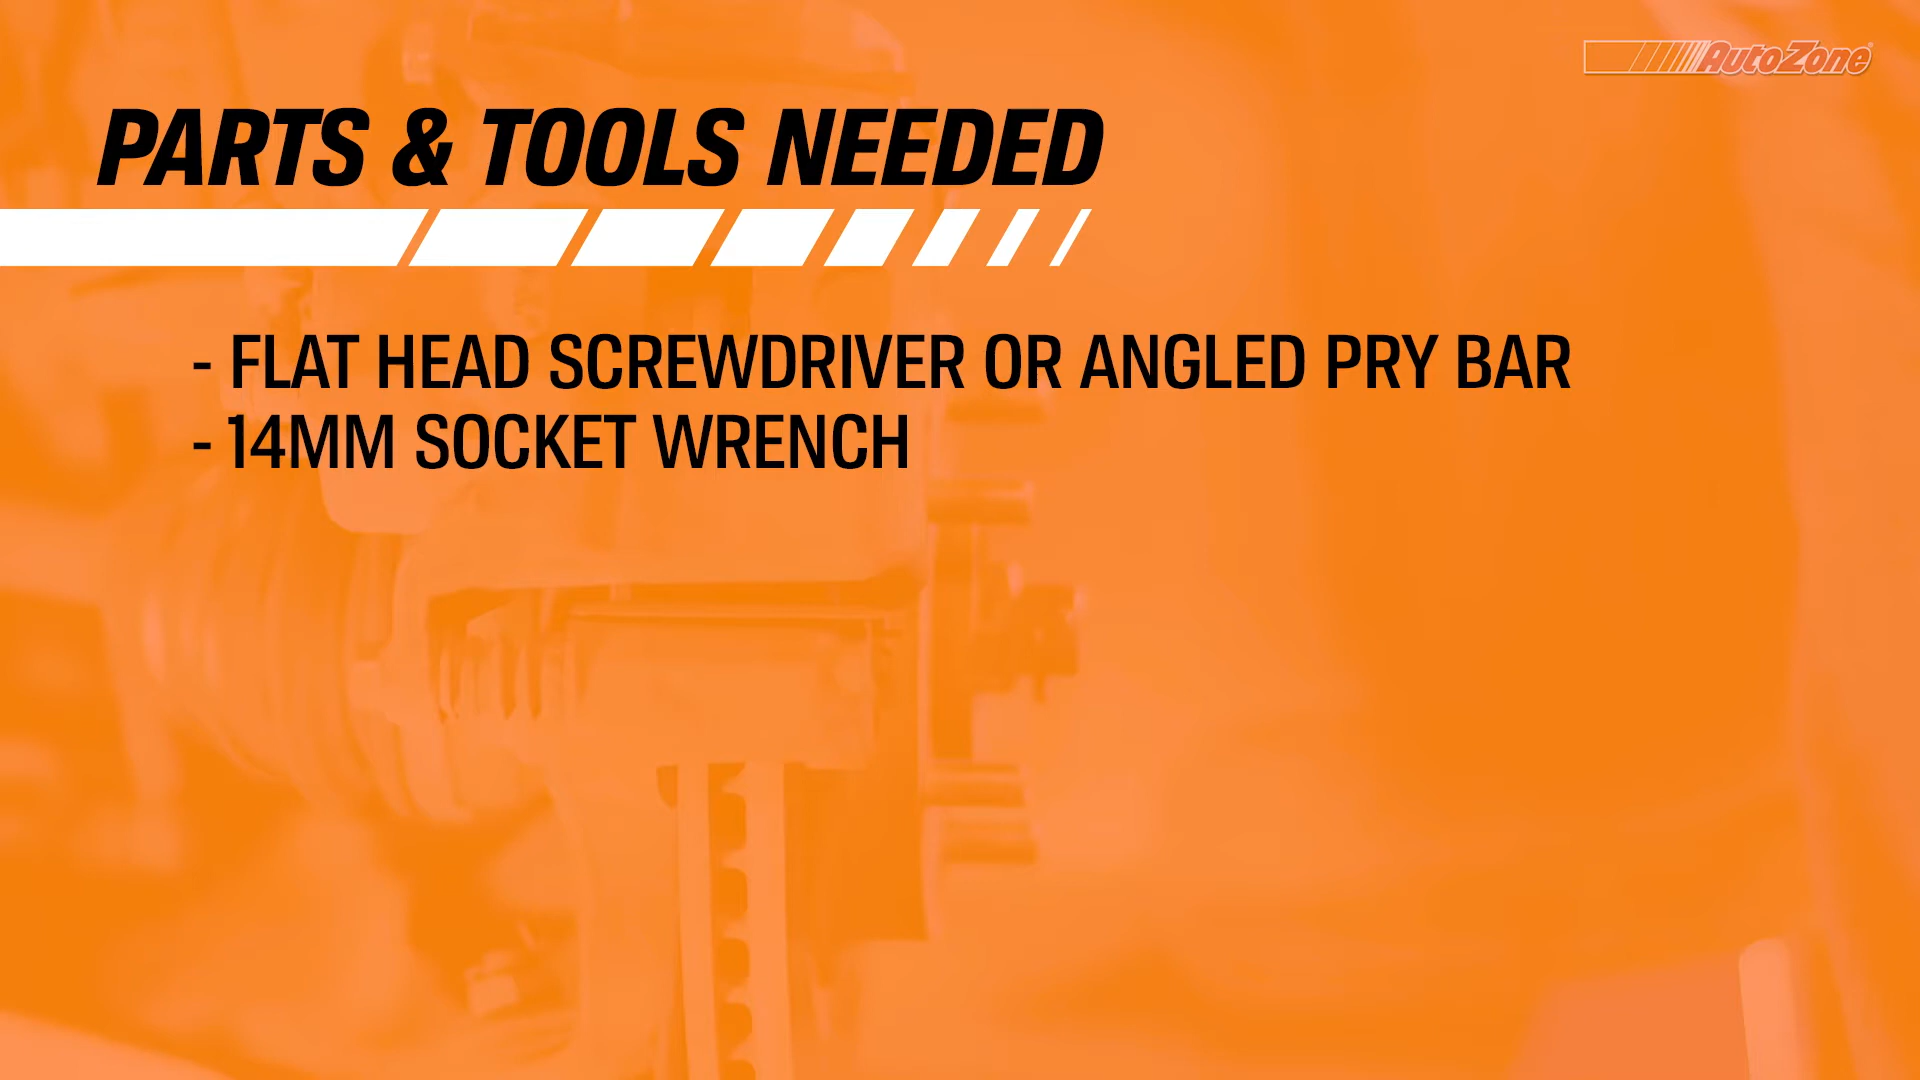 AutoZone
PARTS & TOOLS NEEDED
- FLAT HEAD SCREWDRIVER OR ANGLED PRY BAR
- 14MM SOCKET WRENCH